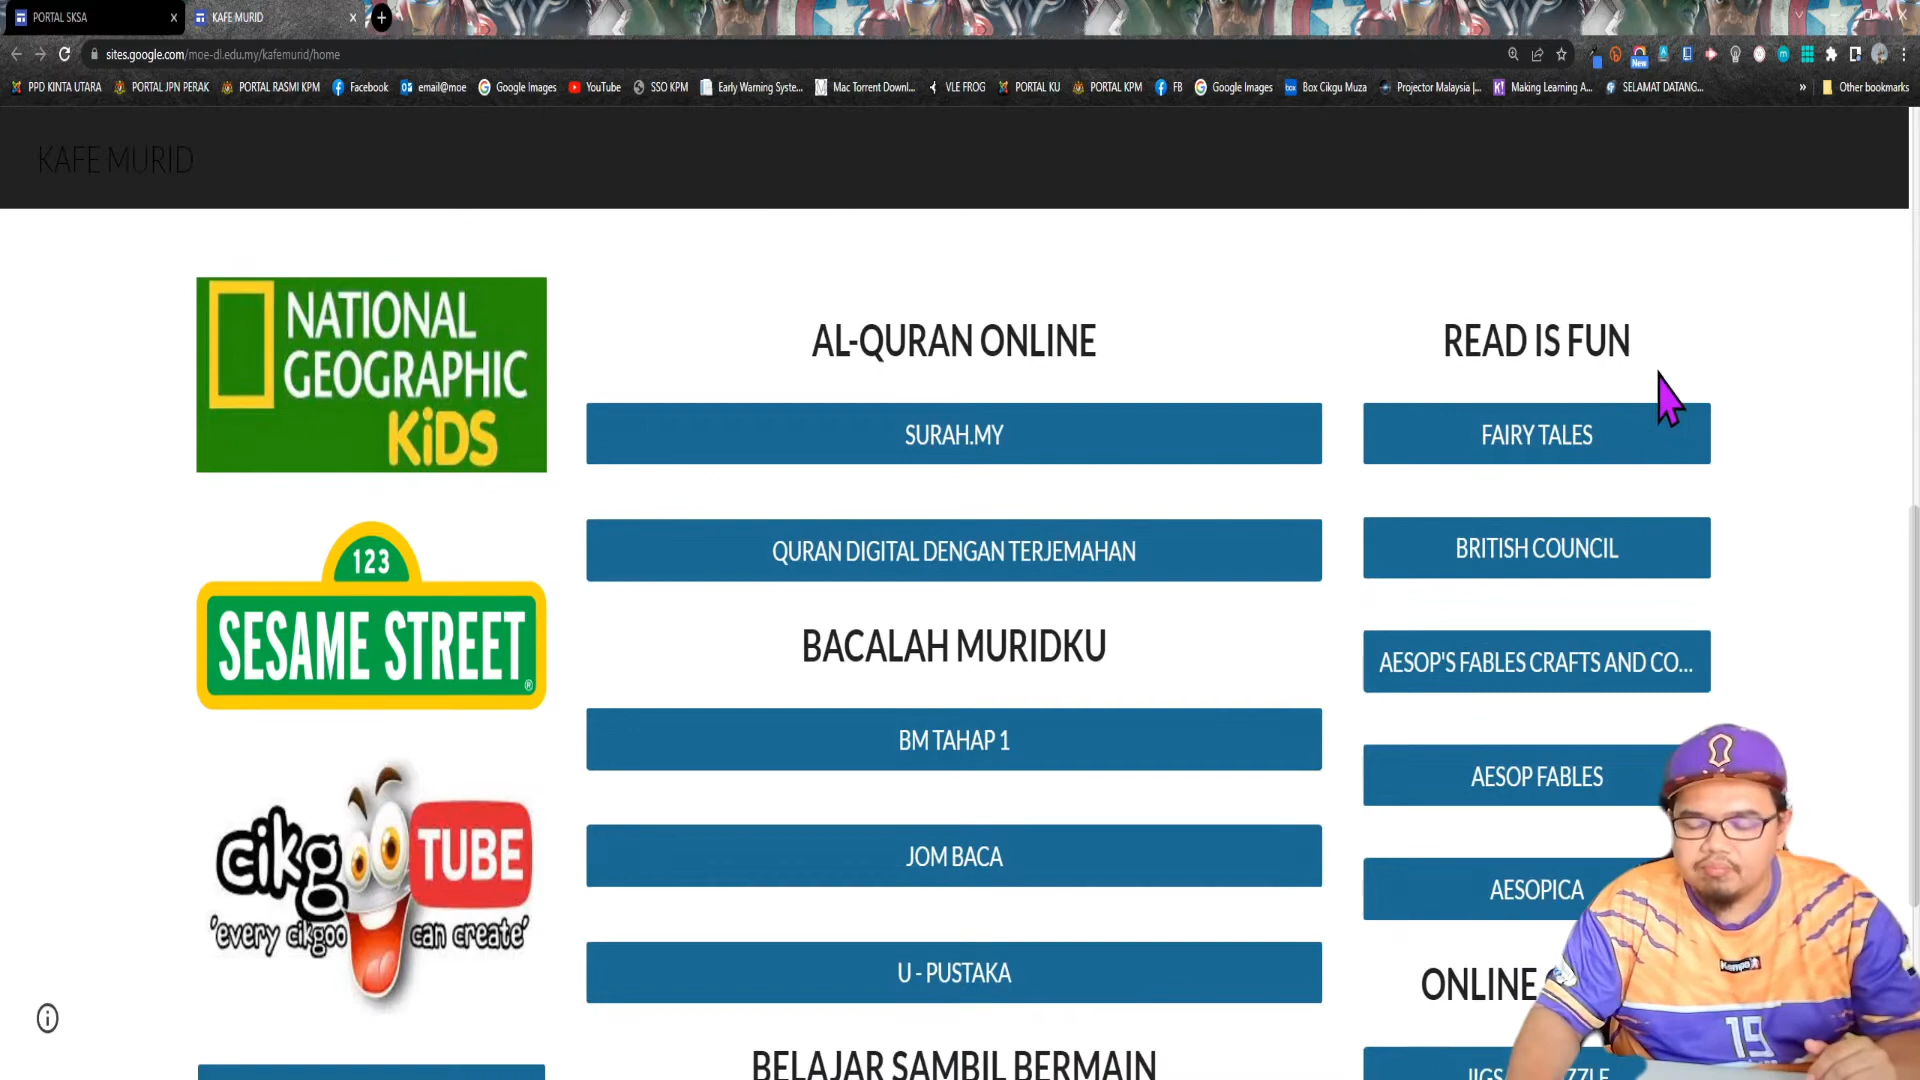 PORTAL SKSA
KAFE MURID
sites.google.com/moe-dl.edu.my/kafemurid/home
New
PPD KINTA UTARA
PORTAL JPN PERAK
PORTAL RASMI KPM
Facebook
email@moe
Google Images
YouTube
SSO KPM
Early Warning Syste...
Mac Torrent Downl...
VLE FROG
PORTAL KU
PORTAL KPM
FB
Google Images
Box Cikgu Muza
Projector Malaysia |...
Making Learning A...
SELAMAT DATANG...
Other bookmarks
KAFE MURID
NATIONAL
GEOGRAPHIC
KiDS
123
SESAME STREET
cikgoo TUBE
'every cikgoo can create'
AL-QURAN ONLINE
SURAH.MY
QURAN DIGITAL DENGAN TERJEMAHAN
BACALAH MURIDKU
BM TAHAP 1
JOM BACA
U - PUSTAKA
BELAJAR SAMBIL BERMAIN
READ IS FUN
FAIRY TALES
BRITISH COUNCIL
AESOP'S FABLES CRAFTS AND CO...
AESOP FABLES
AESOPICA
ONLINE
Kempo
19